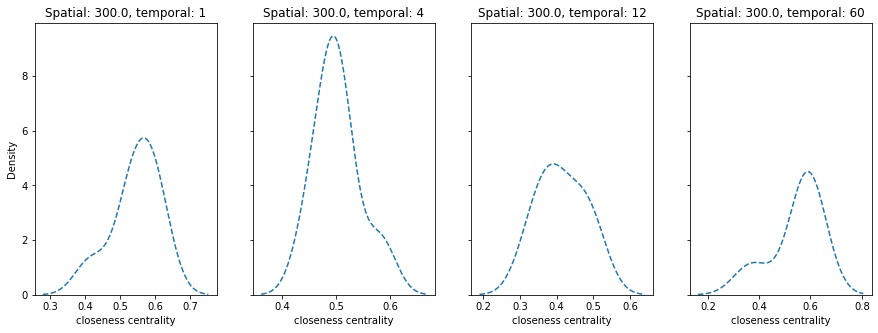 Spatial: 300.0, temporal: 1
Spatial: 300.0, temporal: 4
Spatial: 300.0, temporal: 12
Spatial: 300.0, temporal: 60
Density
8
6
4
2
0
0.3 0.4 0.5 0.6 0.7
0.4 0.5 0.6
0.2 0.3 0.4 0.5 0.6
0.2 0.4 0.6 0.8
closeness centrality
closeness centrality
closeness centrality
closeness centrality